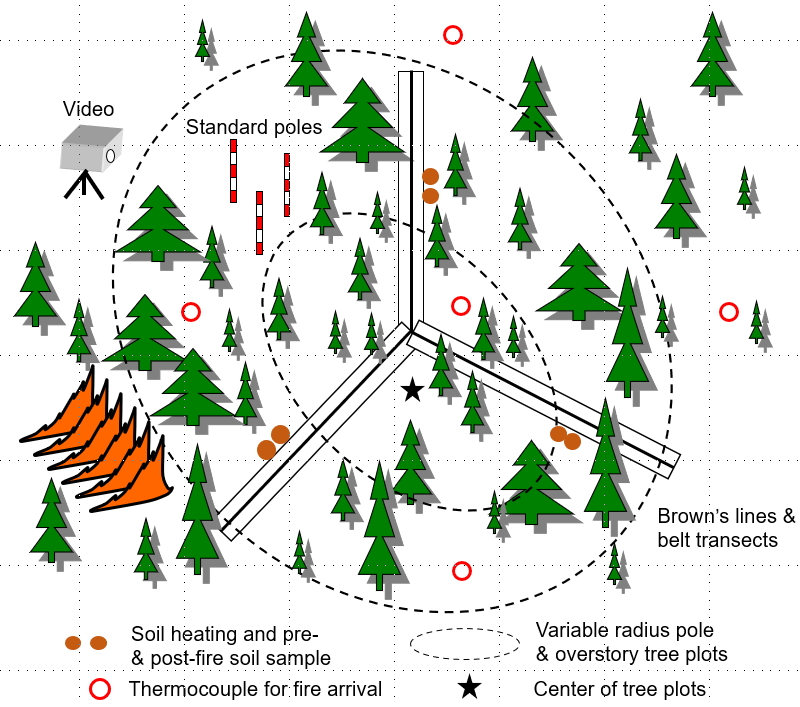 Video
Standard poles
Brown's lines &
belt transects
Soil heating and pre-
& post-fire soil sample
Variable radius pole
& overstory tree plots
Thermocouple for fire arrival
Center of tree plots